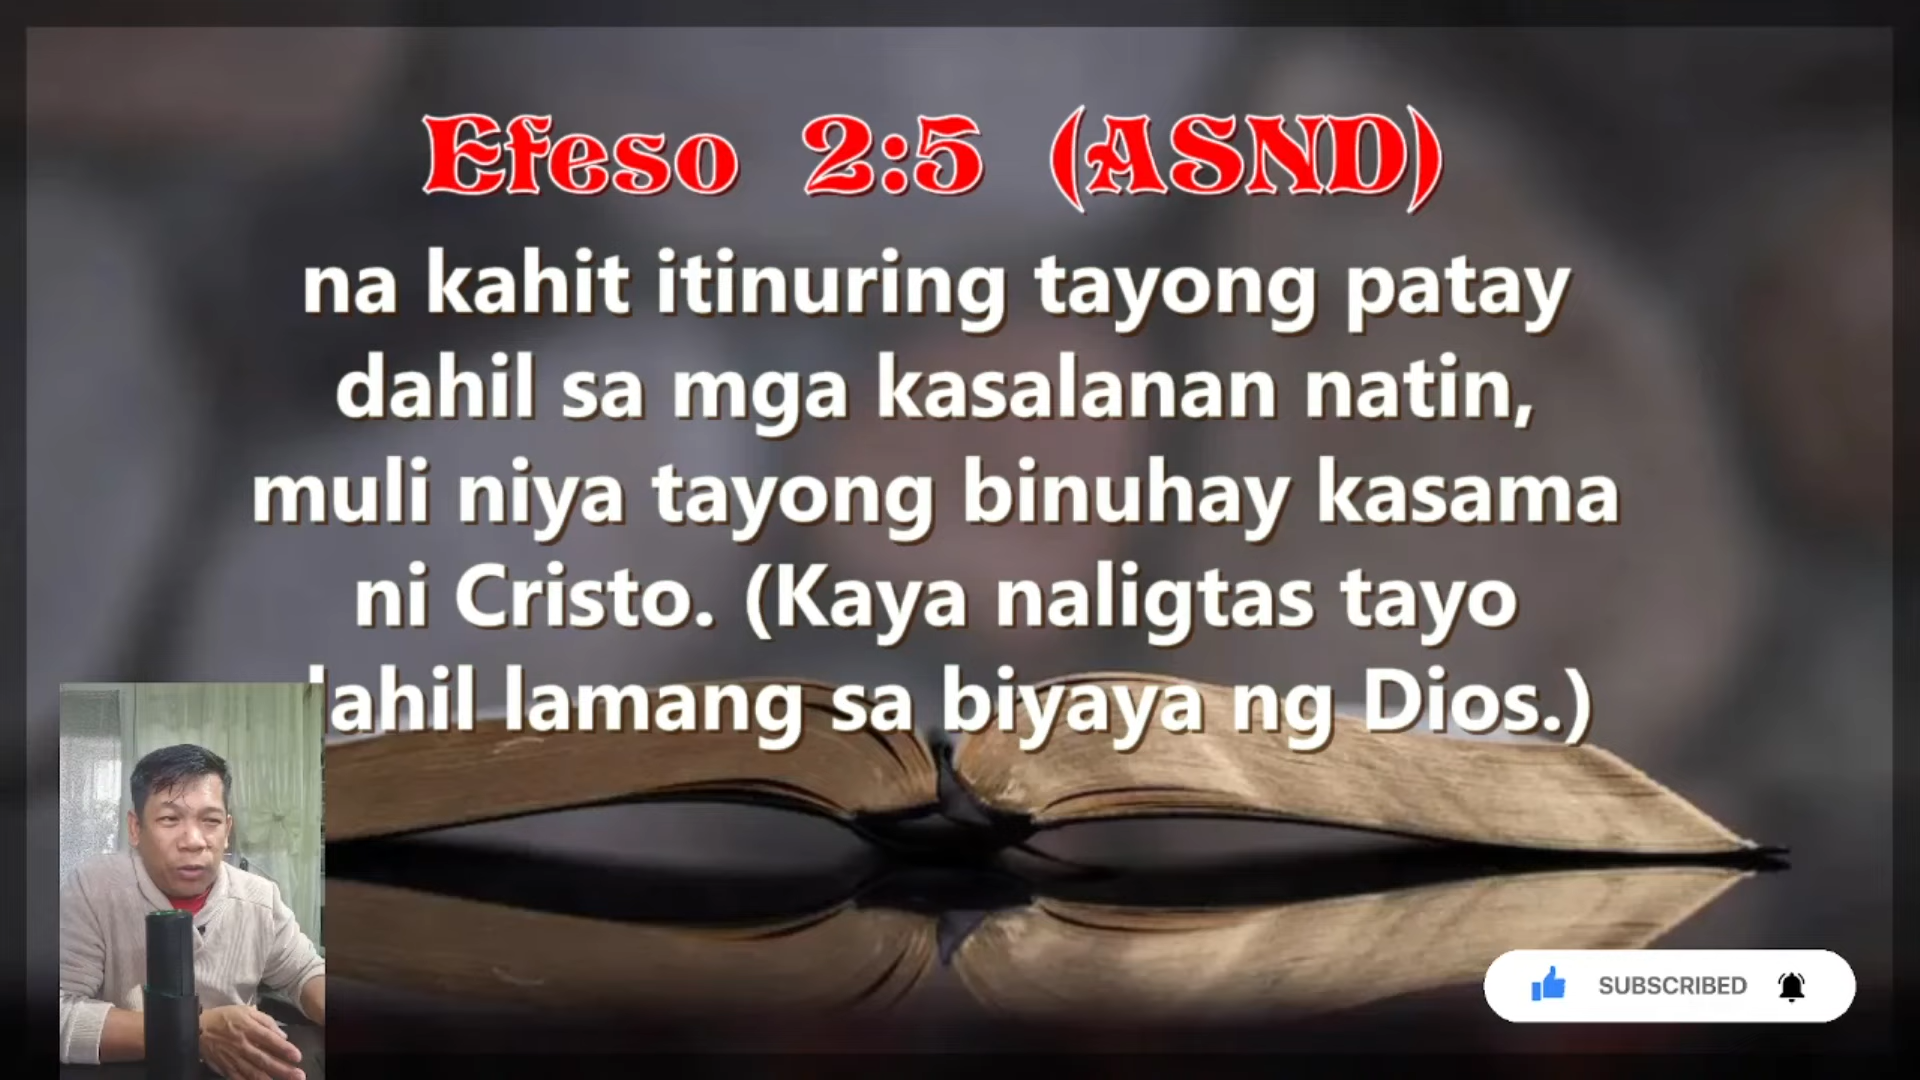 Efeso 2:5 (ASND)
na kahit itinuring tayong patay
dahil sa mga kasalanan natin,
muli niya tayong binuhay kasama
ni Cristo. (Kaya naligtas tayo
dahil lamang sa biyaya ng Dios.)
SUBSCRIBED